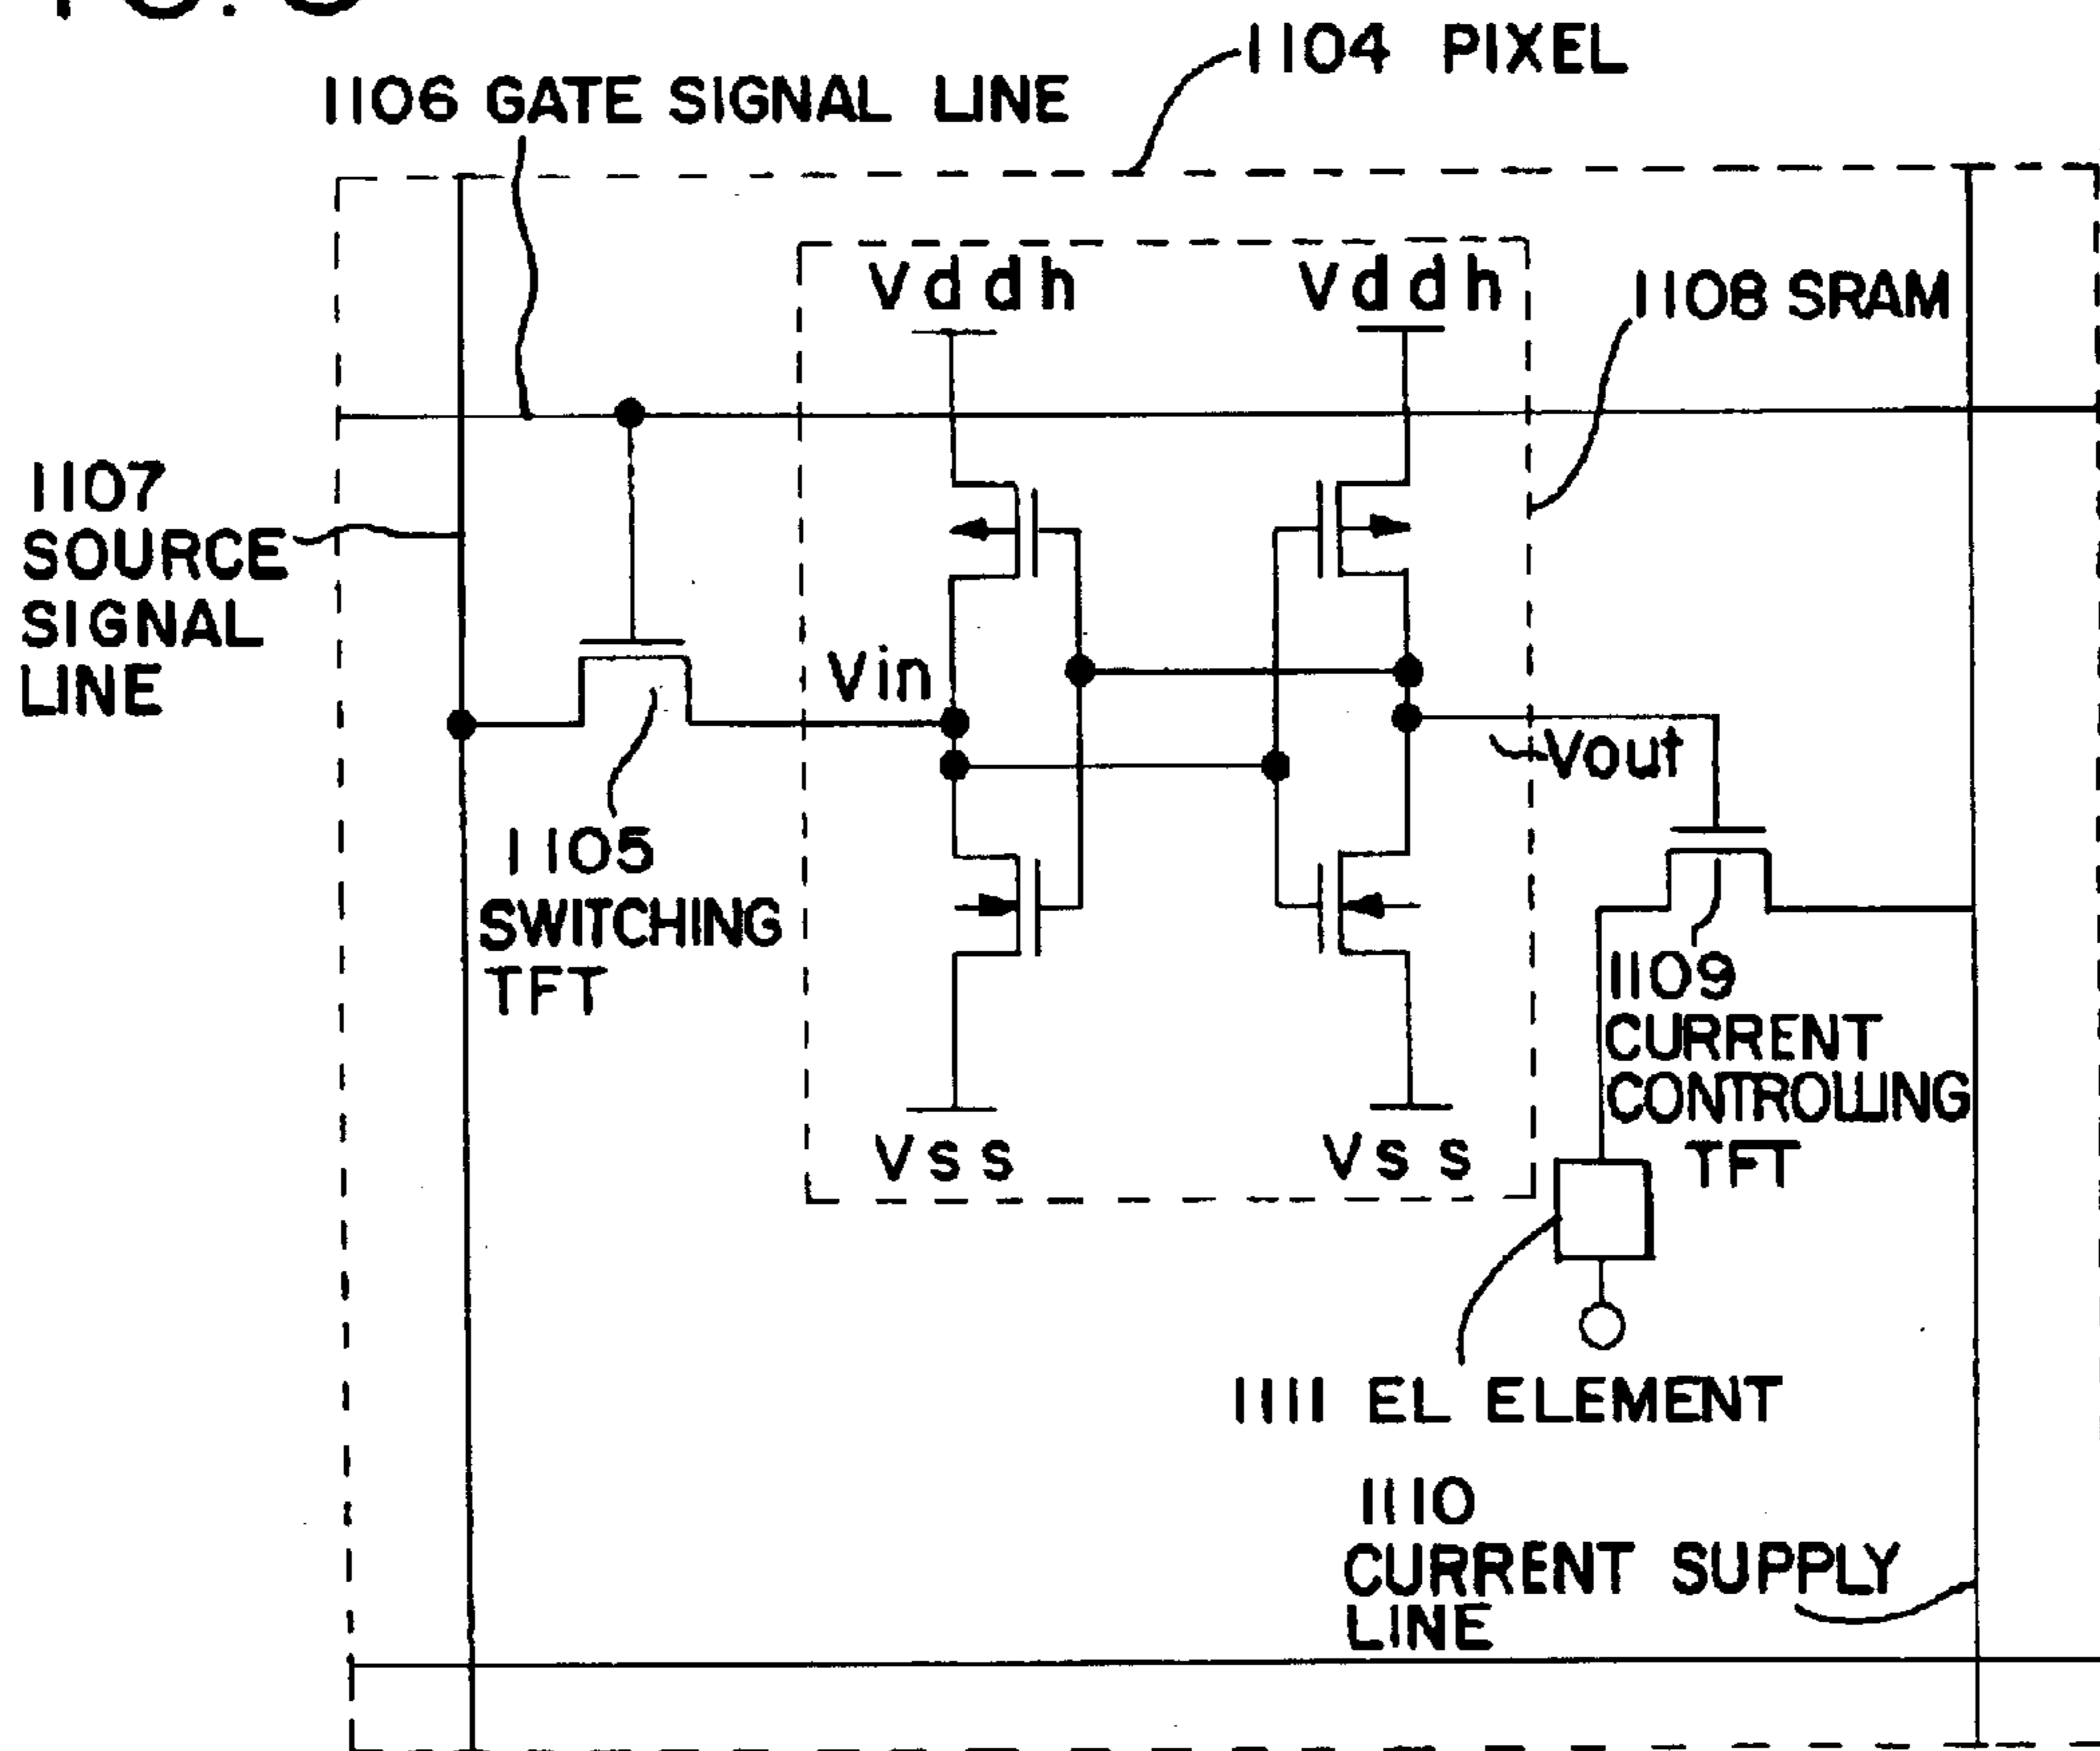 1104 PIXEL
1106 GATE SIGNAL LINE
Vddh
Vddh
1108 SRAM
1107
SOURCE
SIGNAL
LINE
Vin
Vout
1105
SWITCHING
TFT
1109
CURRENT
CONTROLLING
TFT
Vss
Vss
1111 EL ELEMENT
1110
CURRENT SUPPLY
LINE